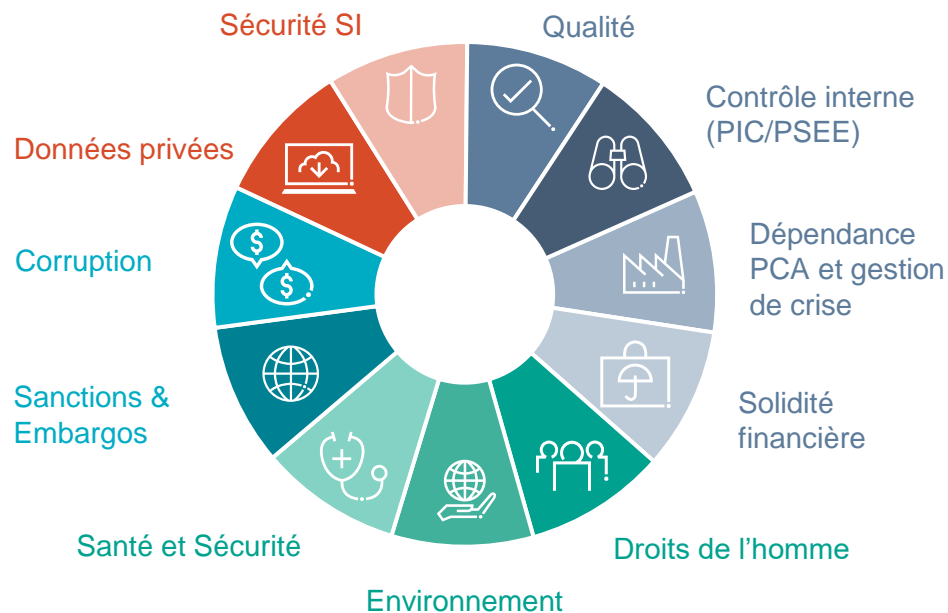 Sécurité SI
Qualité
Contrôle interne
(PIC/PSEE)
Données privées
Dépendance
PCA et gestion
de crise
Corruption
$
$
Sanctions &
Embargos
Solidité
financière
Santé et Sécurité
Droits de l’homme
Environnement